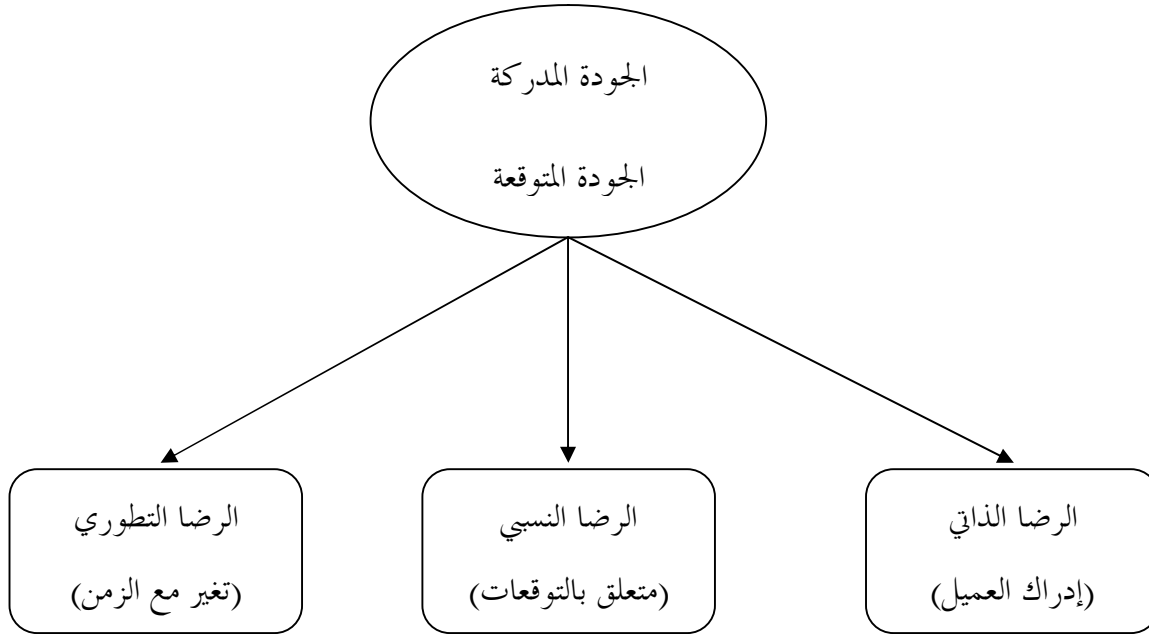 الجودة المدركة
الجودة المتوقعة
الرضا الذاتي
(إدراك العميل)
الرضا النسبي
(متعلق بالتوقعات)
الرضا التطوري
(تغير مع الزمن)